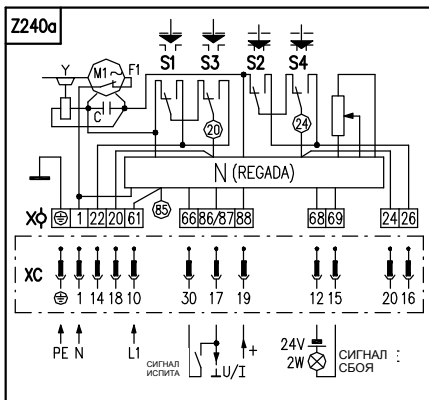 Z240a
S1 S3 S2 S4
Y M1 F1
C
20 24
N (REGADA)
85
X 1 22 20 61 66 86/87 88 68 69 24 26
XC
1 14 18 10 30 17 19 12 15 20 16
PE N L1 СИГНАЛ ИСПИТА U/I + 24V 2W СИГНАЛ СБОЯ :